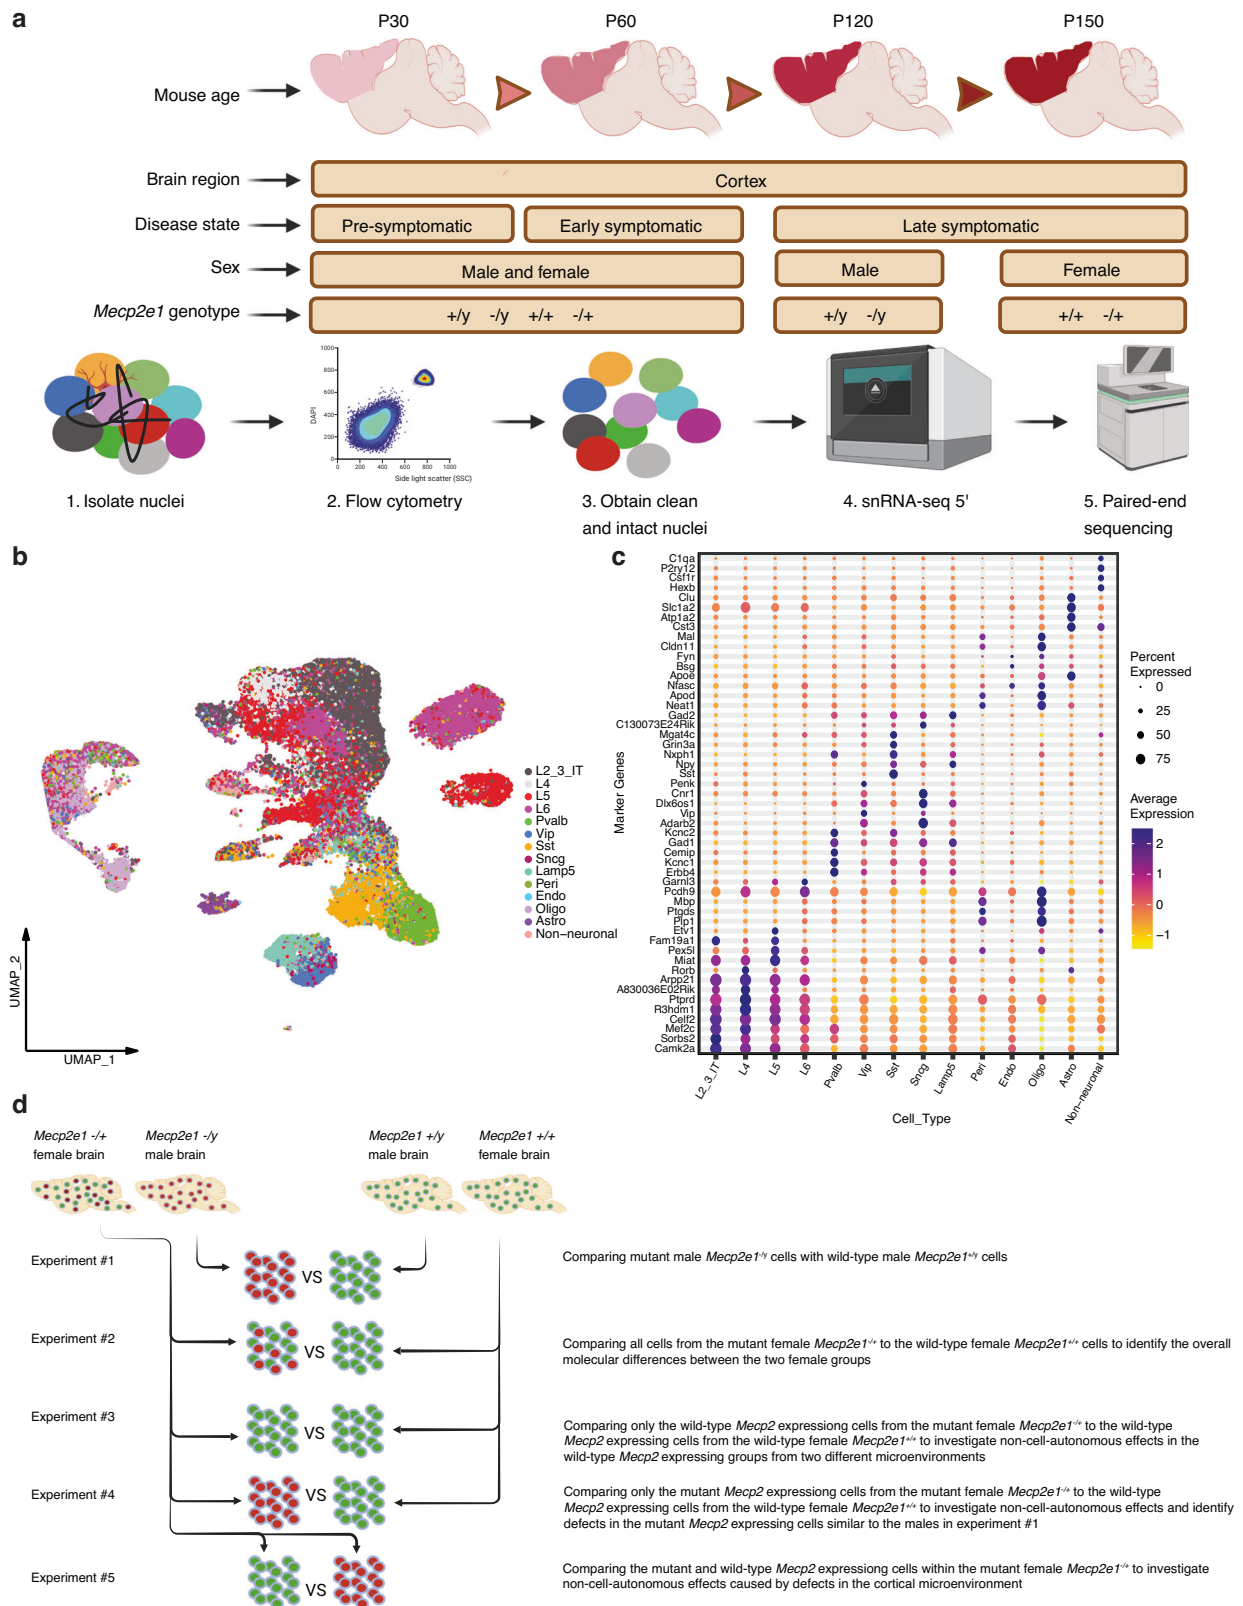 a
P30 P60 P120 P150
Mouse age
Brain region
Cortex
Disease state
Pre-symptomatic Early symptomatic Late symptomatic
Sex
Male and female Male Female
Mecp2e1 genotype
+/y -/y +/+ -/+ +/y -/y +/+ -/+
1000
800
600
400
200
0
DAPI
0 200 400 600 800 1000
Side light scatter (SSC)
1. Isolate nuclei
2. Flow cytometry
3. Obtain clean
and intact nuclei
4. snRNA-seq 5'
5. Paired-end
sequencing
b
UMAP_2
UMAP_1
L2_3_IT
L4
L5
L6
Pvalb
Vip
Sst
Sncg
Lamp5
Peri
Endo
Oligo
Astro
Non-neuronal
c
Marker Genes
C1qa
P2ry12
Csf1r
Hexb
Clu
Slc1a2
Atp1a2
Cst3
Mal
Cldn11
Fyn
Bsg
Apoe
Nfasc
Apod
Neat1
Gad2
C130073E24Rik
Mgat4c
Grin3a
Nxph1
Npy
Sst
Penk
Cnr1
Dlx6os1
Vip
Adarb2
Kcnc2
Gad1
Cemip
Kcnc1
Erbb4
Garnl3
Pcdh9
Mbp
Ptgds
Plp1
Etv1
Fam19a1
Pex5l
Miat
Rorb
Arpp21
A830036E02Rik
Ptprd
R3hdm1
Celf2
Mef2c
Sorbs2
Camk2a
L2_3_IT L4 L5 L6 Pvalb Vip Sst Sncg Lamp5 Peri Endo Oligo Astro Non-neuronal
Cell_Type
Percent
Expressed
0
25
50
75
Average
Expression
2
1
0
−1
d
Mecp2e1 -/+
female brain
Mecp2e1 -/y
male brain
Mecp2e1 +/y
male brain
Mecp2e1 +/+
female brain
Experiment #1
VS
Comparing mutant male Mecp2e1-/y cells with wild-type male Mecp2e1+/y cells
Experiment #2
VS
Comparing all cells from the mutant female Mecp2e1-/+ to the wild-type female Mecp2e1+/+ cells to identify the overall
molecular differences between the two female groups
Experiment #3
VS
Comparing only the wild-type Mecp2 expressiong cells from the mutant female Mecp2e1-/+ to the wild-type
Mecp2 expressing cells from the wild-type female Mecp2e1+/+ to investigate non-cell-autonomous effects in the
wild-type Mecp2 expressing groups from two different microenvironments
Experiment #4
VS
Comparing only the mutant Mecp2 expressiong cells from the mutant female Mecp2e1-/+ to the wild-type
Mecp2 expressing cells from the wild-type female Mecp2e1+/+ to investigate non-cell-autonomous effects and identify
defects in the mutant Mecp2 expressing cells similar to the males in experiment #1
Experiment #5
VS
Comparing the mutant and wild-type Mecp2 expressiong cells within the mutant female Mecp2e1-/+ to investigate
non-cell-autonomous effects caused by defects in the cortical microenvironment